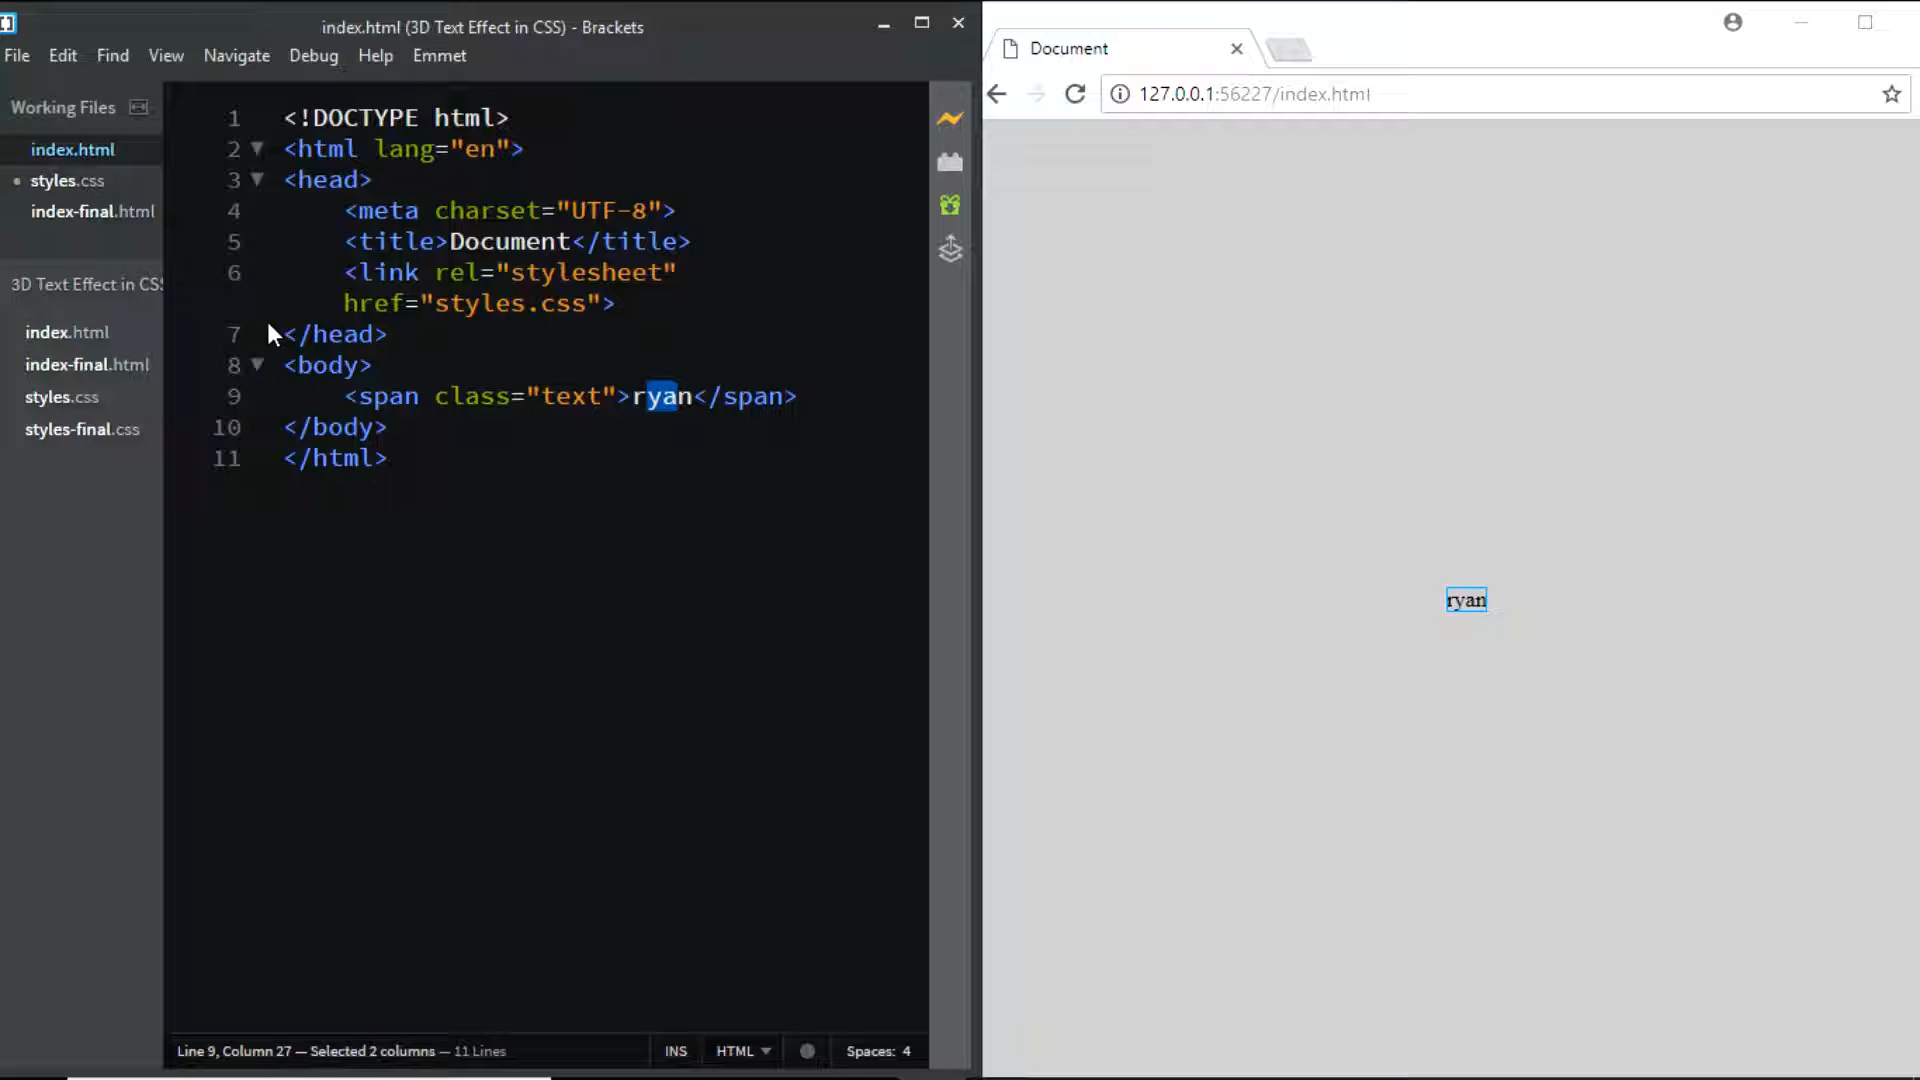 index.html (3D Text Effect in CSS) - Brackets
File Edit Find View Navigate Debug Help Emmet
Working Files
index.html
styles.css
index-final.html
3D Text Effect in CSS
index.html
index-final.html
styles.css
styles-final.css
1 <!DOCTYPE html>
2 <html lang="en">
3 <head>
4 <meta charset="UTF-8">
5 <title>Document</title>
6 <link rel="stylesheet"
href="styles.css">
7 </head>
8 <body>
9 <span class="text">ryan</span>
10 </body>
11 </html>
Line 9, Column 27 — Selected 2 columns — 11 Lines
INS HTML Spaces: 4
Document
127.0.0.1:56227/index.html
ryan